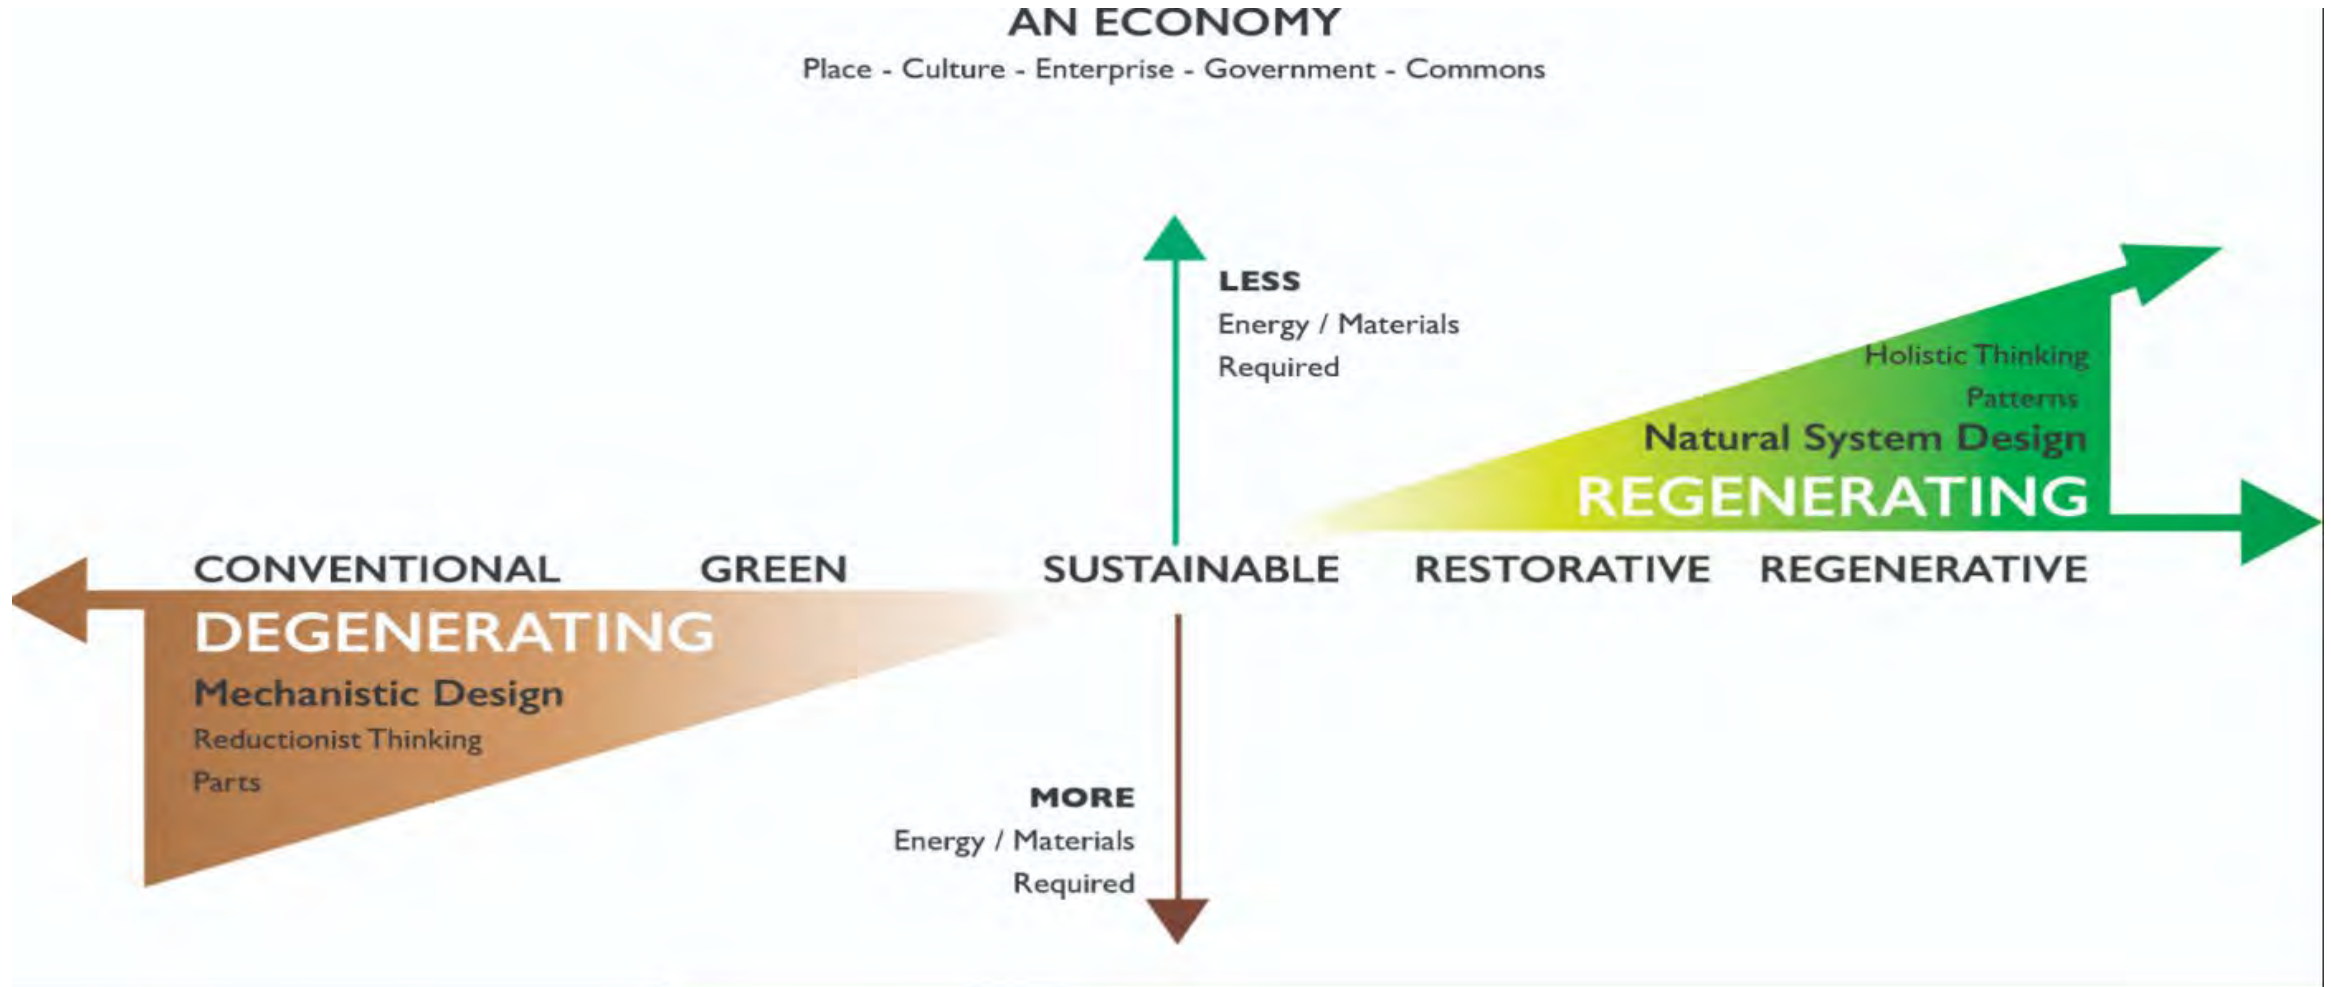 AN ECONOMY
Place - Culture - Enterprise - Government - Commons
LESS
Energy / Materials
Required
Holistic Thinking
Patterns
Natural System Design
REGENERATING
CONVENTIONAL GREEN SUSTAINABLE RESTORATIVE REGENERATIVE
DEGENERATING
Mechanistic Design
Reductionist Thinking
Parts
MORE
Energy / Materials
Required